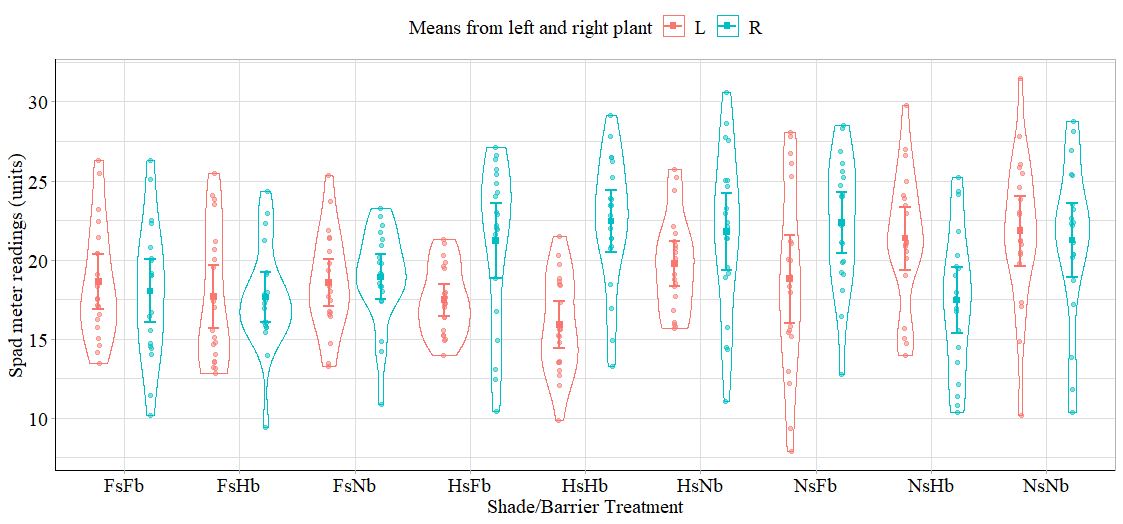 Means from left and right plant L R
Spad meter readings (units)
30
25
20
15
10
FsFb FsHb FsNb HsFb HsHb HsNb NsFb NsHb NsNb
Shade/Barrier Treatment